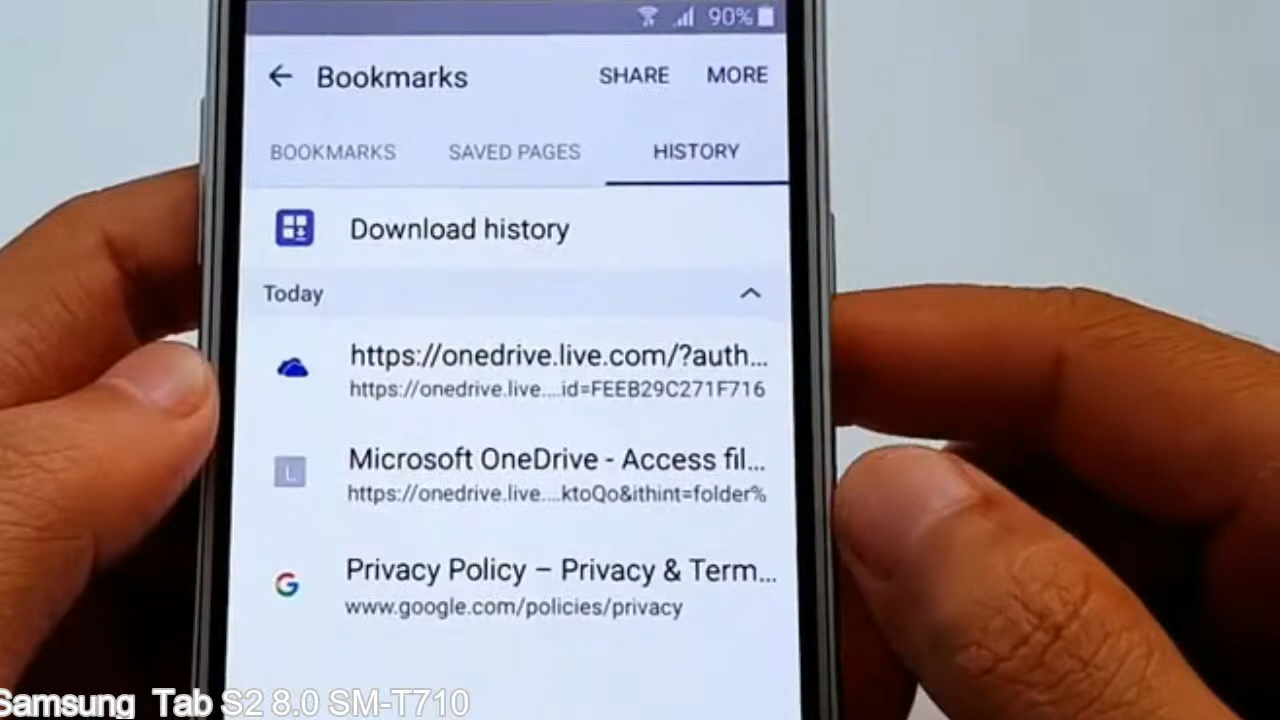 90%
Bookmarks SHARE MORE
BOOKMARKS SAVED PAGES HISTORY
Download history
Today
https://onedrive.live.com/?auth...
https://onedrive.live....id=FEEB29C271F716
L
Microsoft OneDrive - Access fil...
https://onedrive.live....ktoQo&ithint=folder%
Privacy Policy – Privacy & Term...
www.google.com/policies/privacy
Samsung Tab S2 8.0 SM-T710